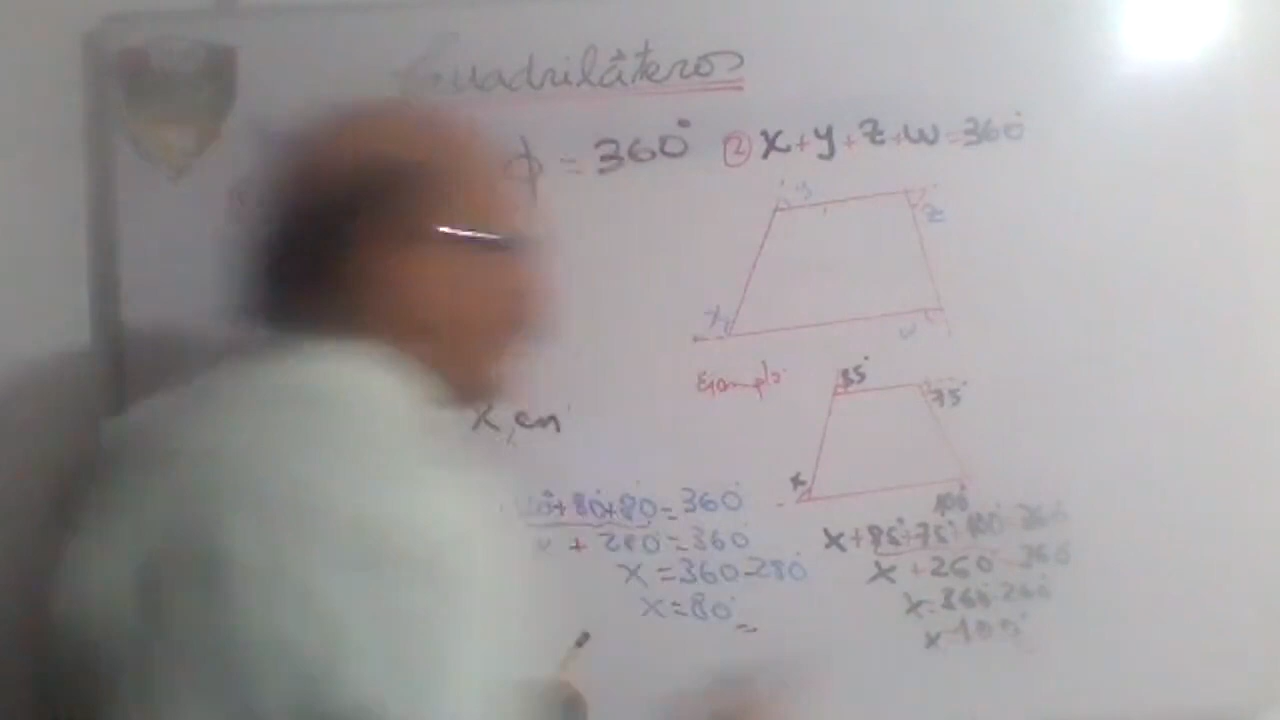 Cuadriláteros
ϕ = 360°
② x+y+z+w=360°
y
z
x
w
Ejemplo:
85°
75°
x
100°
x en
+80+80=360°
+ 280°=360
x=360-280
x=80°
x+85°+75°+100°=360
x+260°=360
x=360-260
x=100°